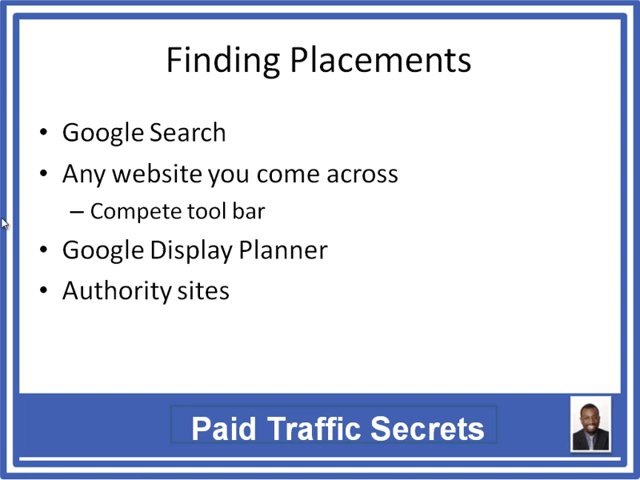 Finding Placements
• Google Search
• Any website you come across
– Compete tool bar
• Google Display Planner
• Authority sites
Paid Traffic Secrets